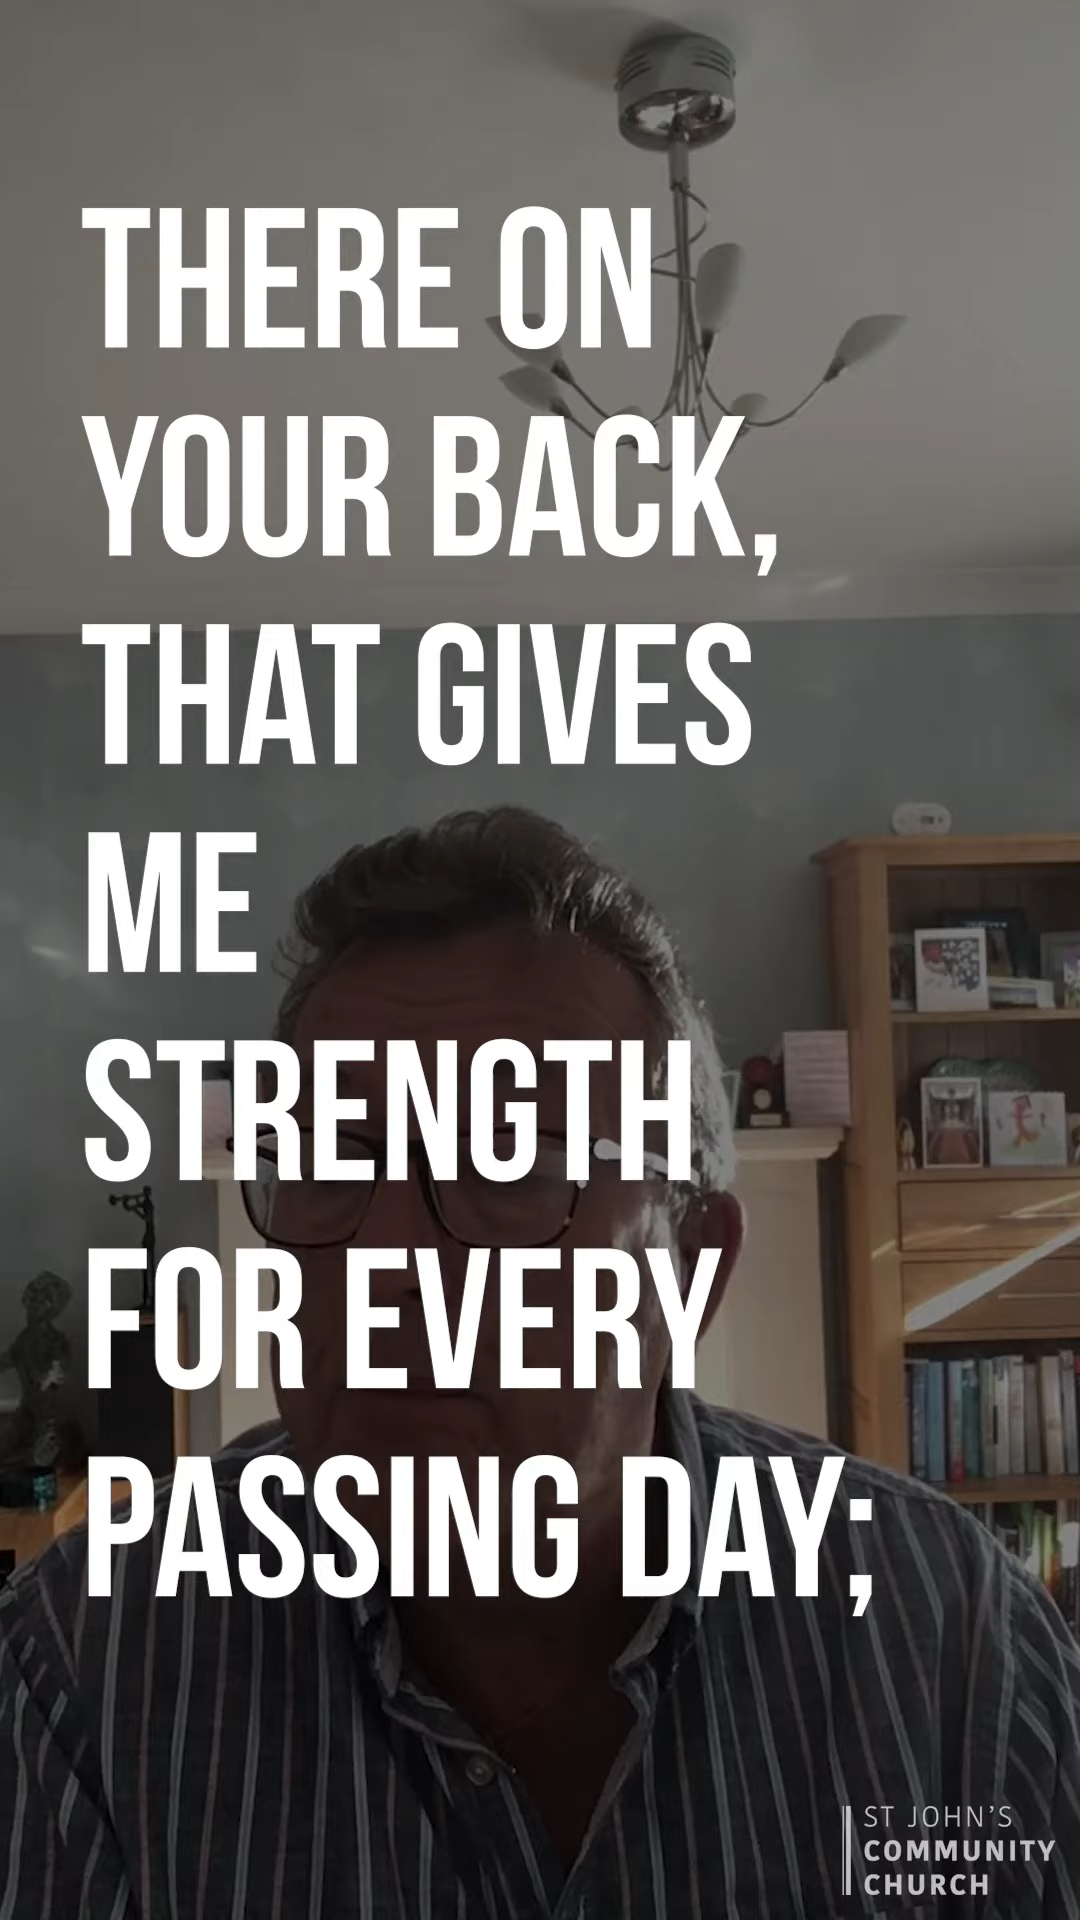 THERE ON
YOUR BACK,
THAT GIVES
ME
STRENGTH
FOR EVERY
PASSING DAY;
ST JOHN'S
COMMUNITY
CHURCH